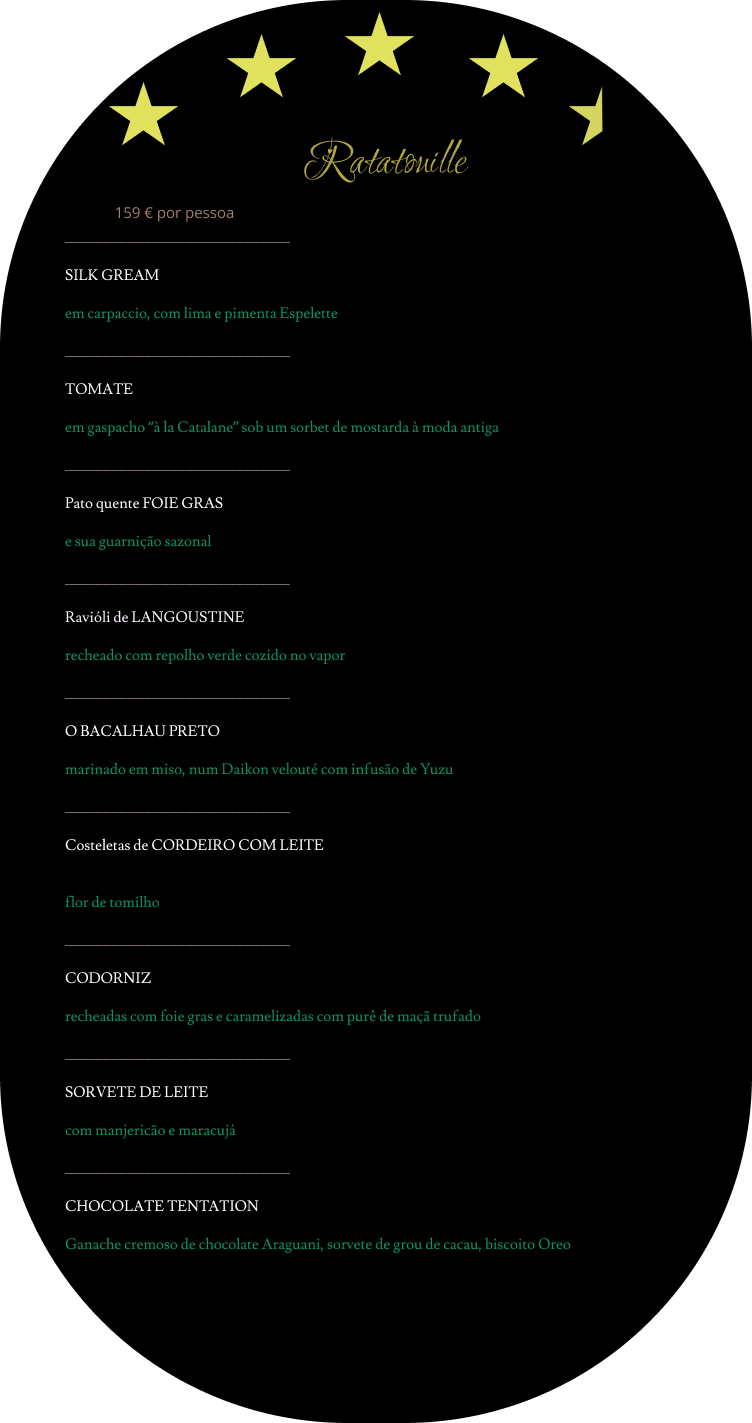 Ratatouille
159 € por pessoa
SILK GREAM
em carpaccio, com lima e pimenta Espelette
TOMATE
em gaspacho “à la Catalane” sob um sorbet de mostarda à moda antiga
Pato quente FOIE GRAS
e sua guarnição sazonal
Ravióli de LANGOUSTINE
recheado com repolho verde cozido no vapor
O BACALHAU PRETO
marinado em miso, num Daikon velouté com infusão de Yuzu
Costeletas de CORDEIRO COM LEITE
flor de tomilho
CODORNIZ
recheadas com foie gras e caramelizadas com purê de maçã trufado
SORVETE DE LEITE
com manjericão e maracujá
CHOCOLATE TENTATION
Ganache cremoso de chocolate Araguani, sorvete de grou de cacau, biscoito Oreo